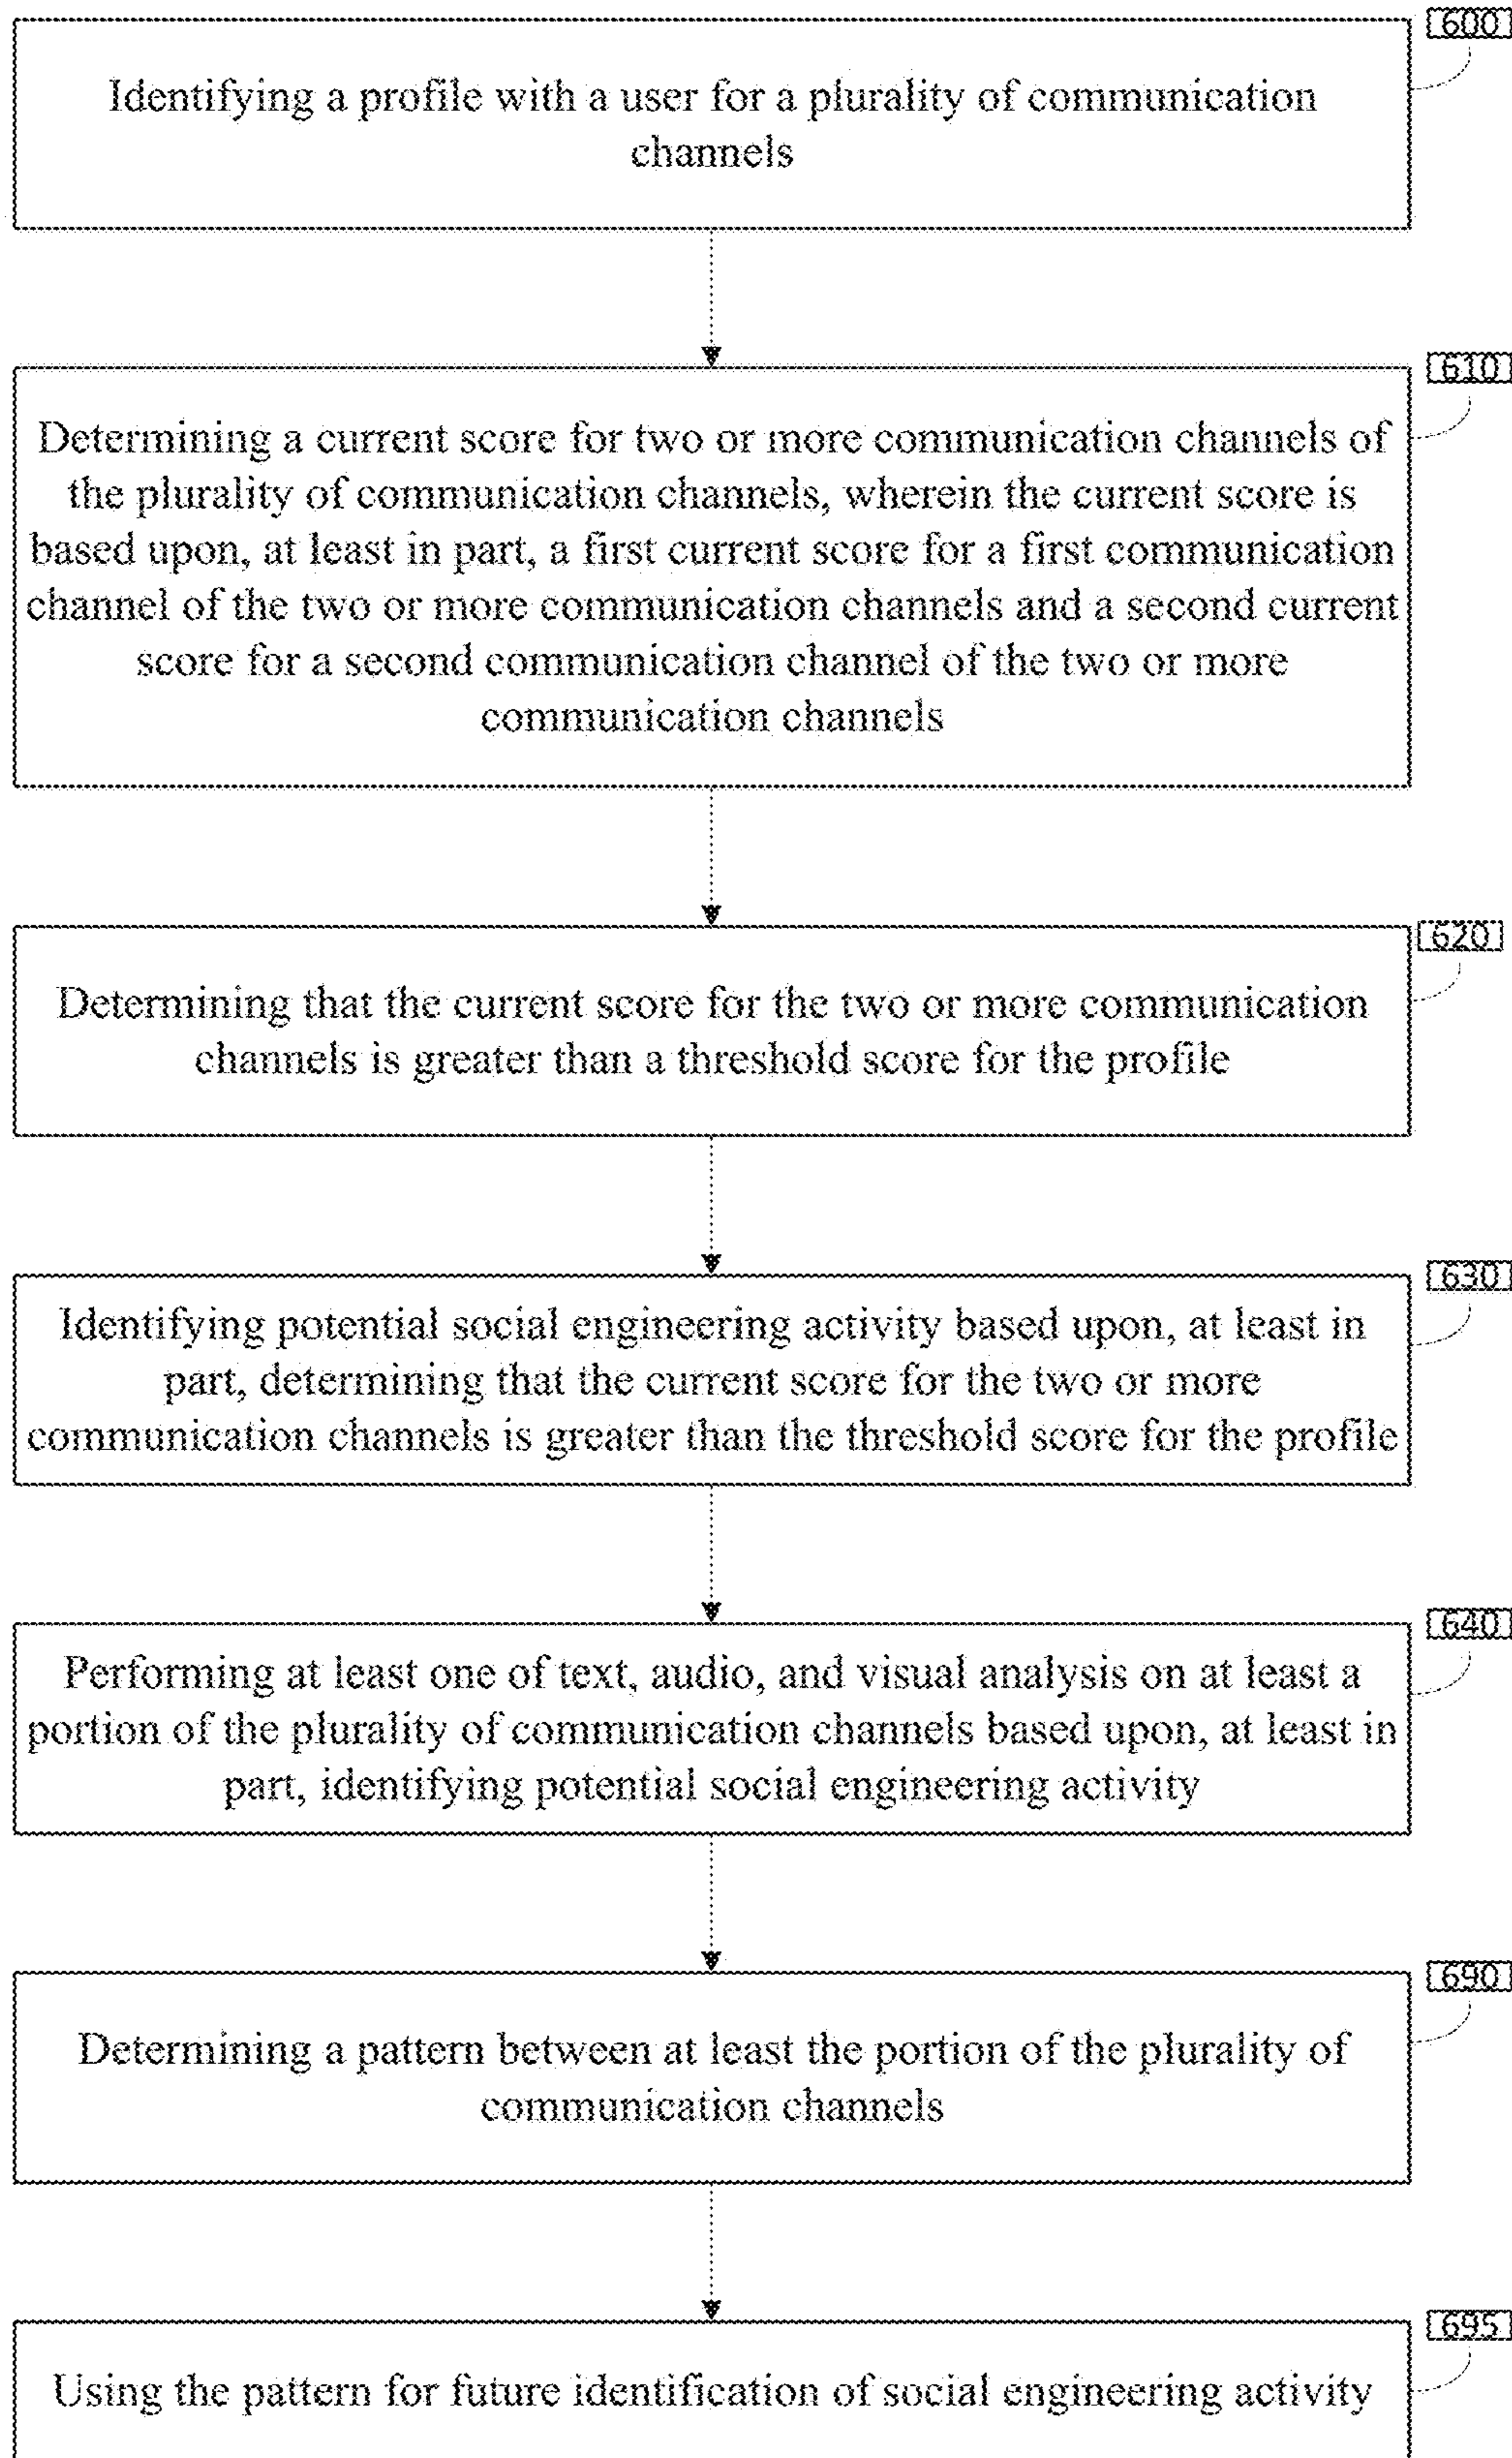 600
Identifying a profile with a user for a plurality of communication
channels
610
Determining a current score for two or more communication channels of
the plurality of communication channels, wherein the current score is
based upon, at least in part, a first current score for a first communication
channel of the two or more communication channels and a second current
score for a second communication channel of the two or more
communication channels
620
Determining that the current score for the two or more communication
channels is greater than a threshold score for the profile
630
Identifying potential social engineering activity based upon, at least in
part, determining that the current score for the two or more
communication channels is greater than the threshold score for the profile
640
Performing at least one of text, audio, and visual analysis on at least a
portion of the plurality of communication channels based upon, at least in
part, identifying potential social engineering activity
690
Determining a pattern between at least the portion of the plurality of
communication channels
695
Using the pattern for future identification of social engineering activity